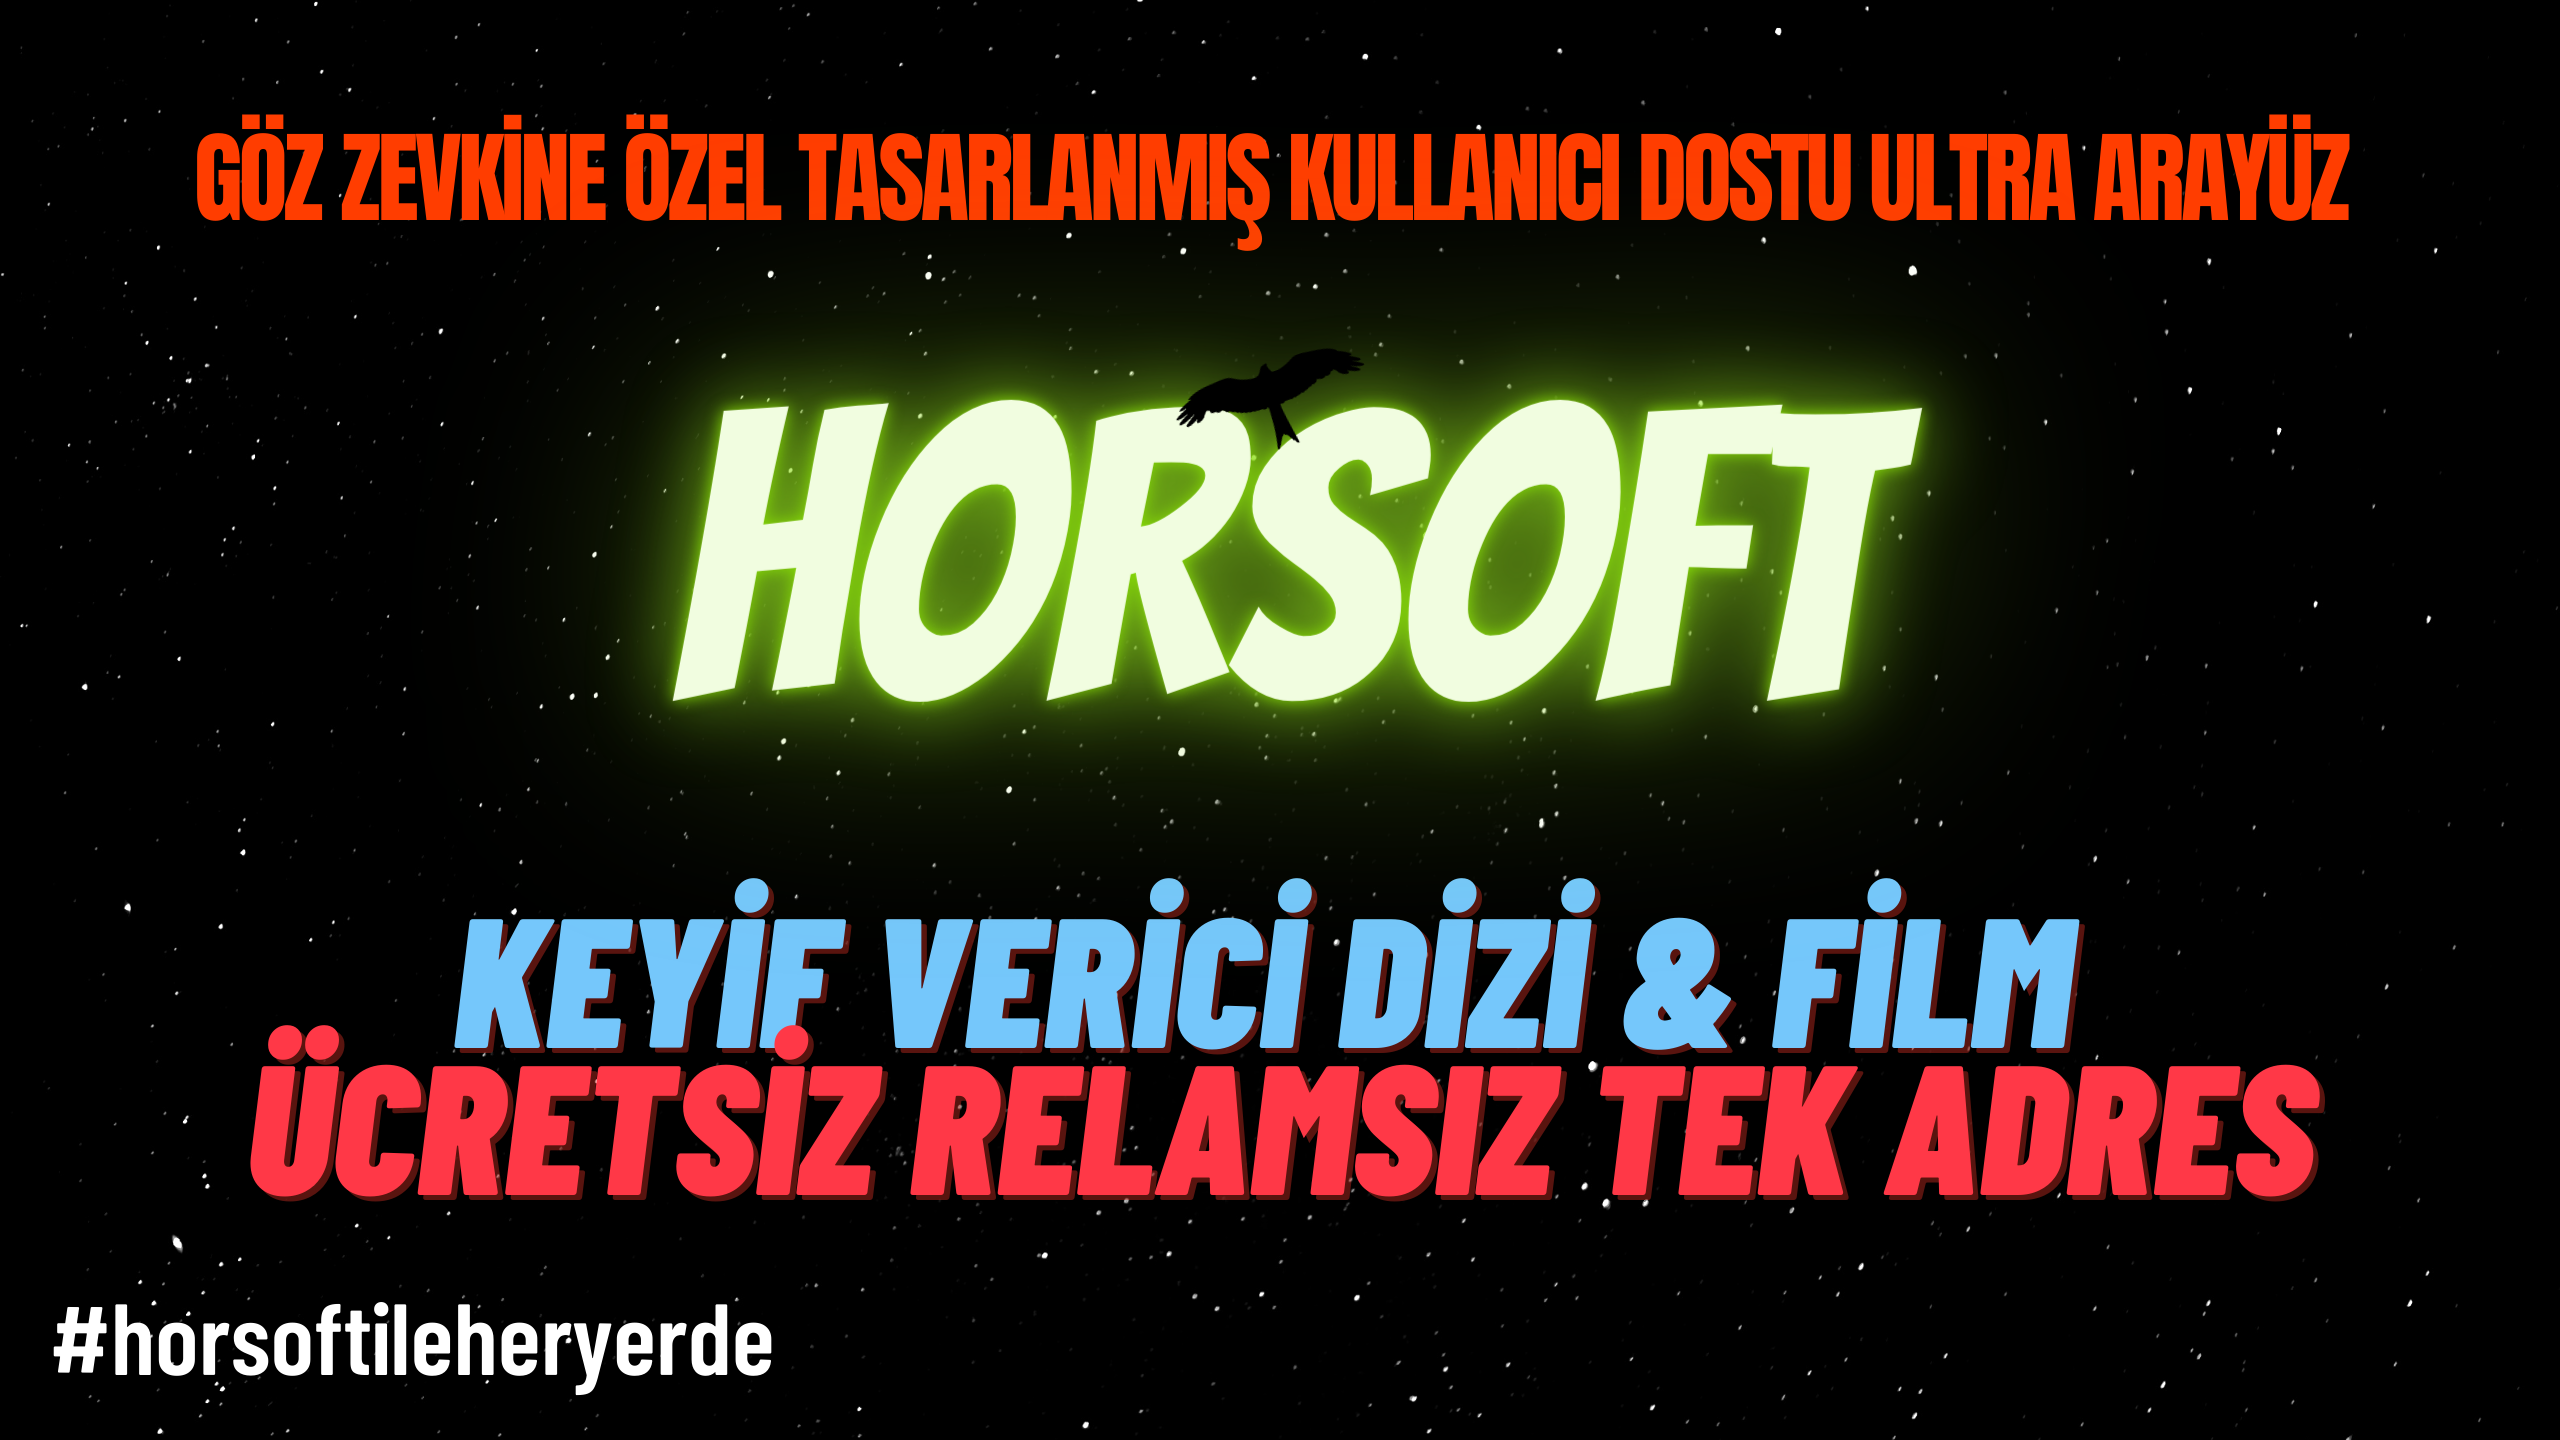 GÖZ ZEVKİNE ÖZEL TASARLANMIŞ KULLANICI DOSTU ULTRA ARAYÜZ
HORSOFT
KEYİF VERİCİ DİZİ & FİLM
ÜCRETSİZ RELAMSIZ TEK ADRES
#horsoftileheryerde